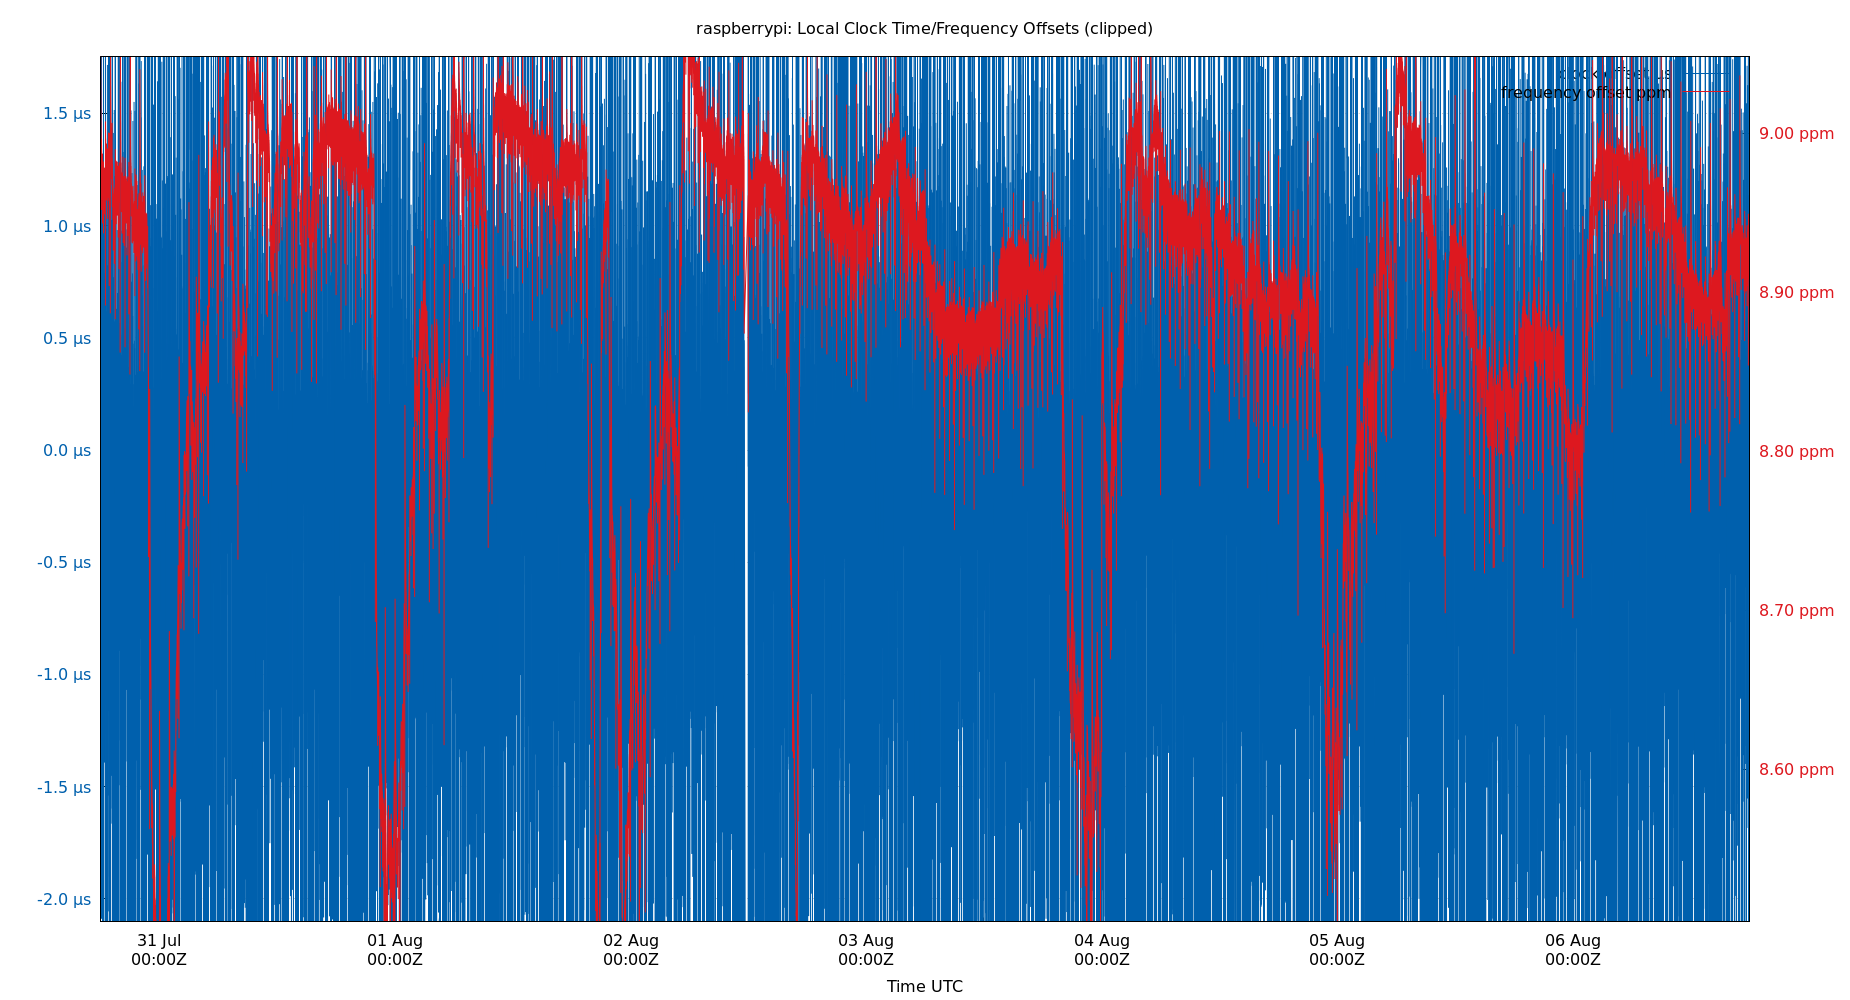 raspberrypi: Local Clock Time/Frequency Offsets (clipped)
clock offset µs
frequency offset ppm
1.5 µs
1.0 µs
0.5 µs
0.0 µs
-0.5 µs
-1.0 µs
-1.5 µs
-2.0 µs
9.00 ppm
8.90 ppm
8.80 ppm
8.70 ppm
8.60 ppm
31 Jul
00:00Z
01 Aug
00:00Z
02 Aug
00:00Z
03 Aug
00:00Z
04 Aug
00:00Z
05 Aug
00:00Z
06 Aug
00:00Z
Time UTC